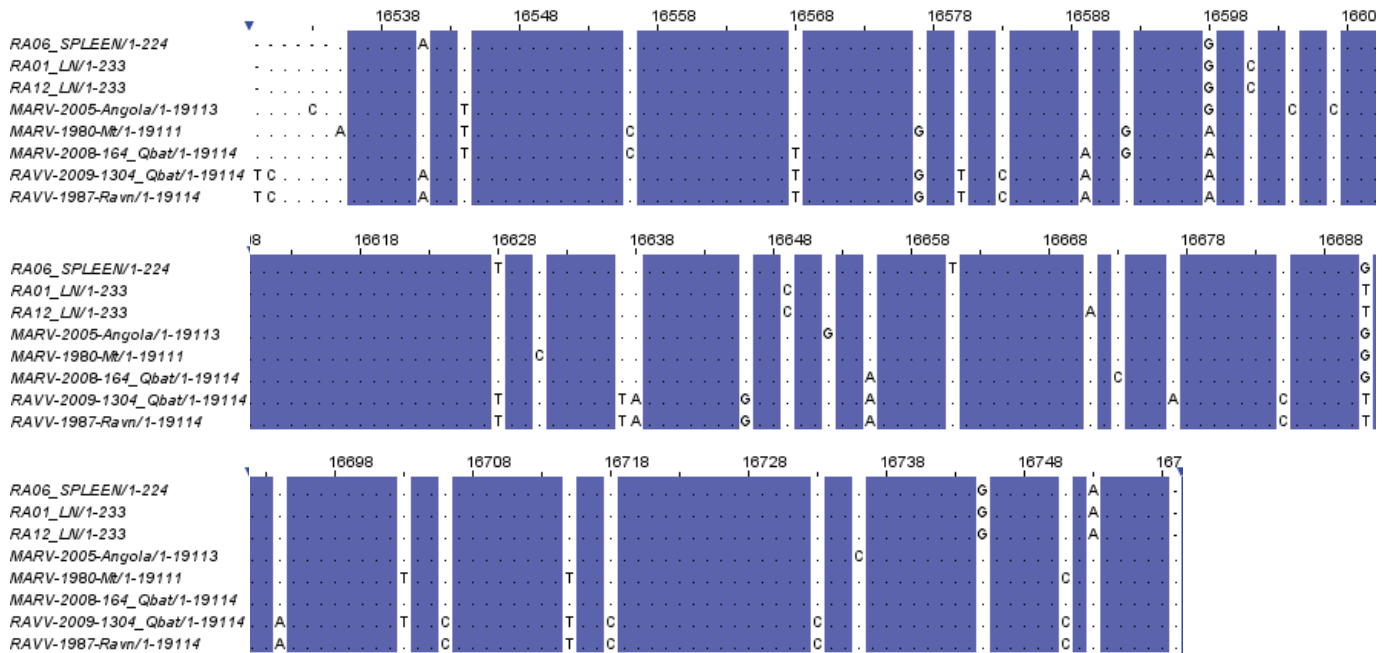 16538 16548 16558 16568 16578 16588 16598 1660
RA06_SPLEEN/1-224 - - - - - - A G
RA01_LN/1-233 - G C
RA12_LN/1-233 - G C
MARV-2005-Angola/1-19113 C T G C C
MARV-1980-Mt/1-19111 A T C G G A
MARV-2008-164_Qbat/1-19114 T C T A G A
RAVV-2009-1304_Qbat/1-19114 T C A T G T C A A
RAVV-1987-Ravn/1-19114 T C A T G T C A A
8 16618 16628 16638 16648 16658 16668 16678 16688
RA06_SPLEEN/1-224 T T G
RA01_LN/1-233 C T
RA12_LN/1-233 C A T
MARV-2005-Angola/1-19113 G G
MARV-1980-Mt/1-19111 C G
MARV-2008-164_Qbat/1-19114 A C G
RAVV-2009-1304_Qbat/1-19114 T T A G A A C T
RAVV-1987-Ravn/1-19114 T T A G A C T
16698 16708 16718 16728 16738 16748 167
RA06_SPLEEN/1-224 G A -
RA01_LN/1-233 G A -
RA12_LN/1-233 G A -
MARV-2005-Angola/1-19113 C
MARV-1980-Mt/1-19111 T T C
MARV-2008-164_Qbat/1-19114
RAVV-2009-1304_Qbat/1-19114 A T C T C C C
RAVV-1987-Ravn/1-19114 A C T C C C